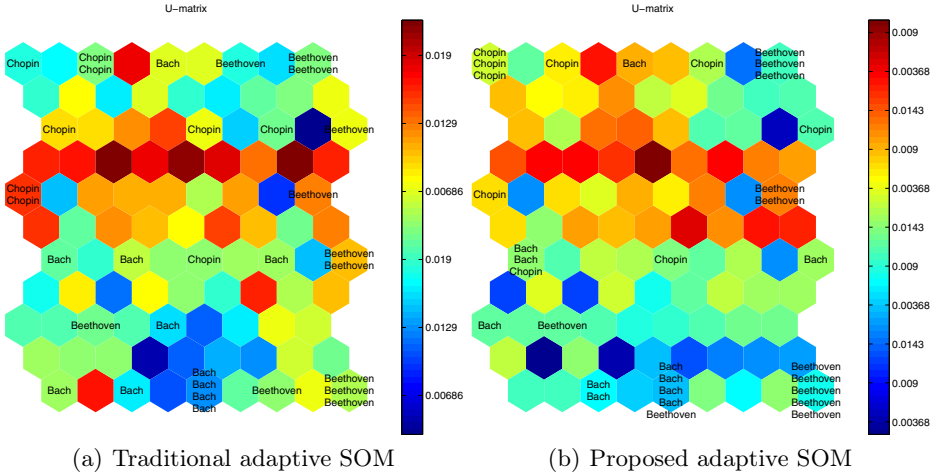 U-matrix
U-matrix
Chopin
Chopin
Chopin
Bach
Beethoven
Beethoven
Beethoven
Chopin
Chopin
Beethoven
Chopin
Chopin
Chopin
Beethoven
Bach
Bach
Chopin
Bach
Beethoven
Beethoven
Beethoven
Bach
Bach
Bach
Bach
Bach
Bach
Bach
Beethoven
Beethoven
Beethoven
Beethoven
0.019
0.0129
0.00686
0.019
0.0129
0.00686
Chopin
Chopin
Chopin
Chopin
Bach
Chopin
Beethoven
Beethoven
Beethoven
Chopin
Chopin
Beethoven
Beethoven
Bach
Bach
Chopin
Chopin
Bach
Bach
Beethoven
Bach
Bach
Bach
Bach
Bach
Bach
Beethoven
Beethoven
Beethoven
Beethoven
Beethoven
Beethoven
0.009
0.00368
0.0143
0.009
0.00368
0.0143
0.009
0.00368
0.0143
0.009
0.00368
(a) Traditional adaptive SOM
(b) Proposed adaptive SOM